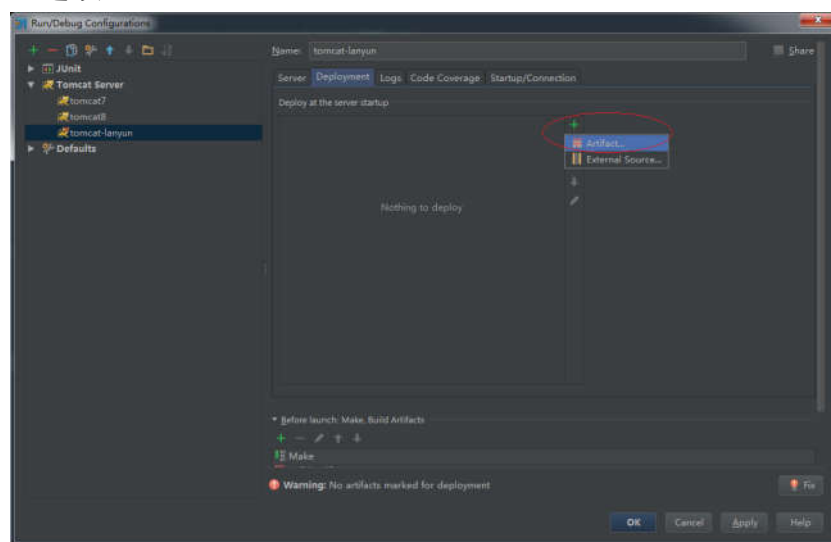 Run/Debug Configurations
Name: tomcat-lanyun
Share
JUnit
Tomcat Server
tomcat7
tomcat8
tomcat-lanyun
Defaults
Server Deployment Logs Code Coverage Startup/Connection
Deploy at the server startup
Artifact...
External Source...
Nothing to deploy
Before launch: Make, Build Artifacts
Make
Warning: No artifacts marked for deployment
Fix
OK Cancel Apply Help